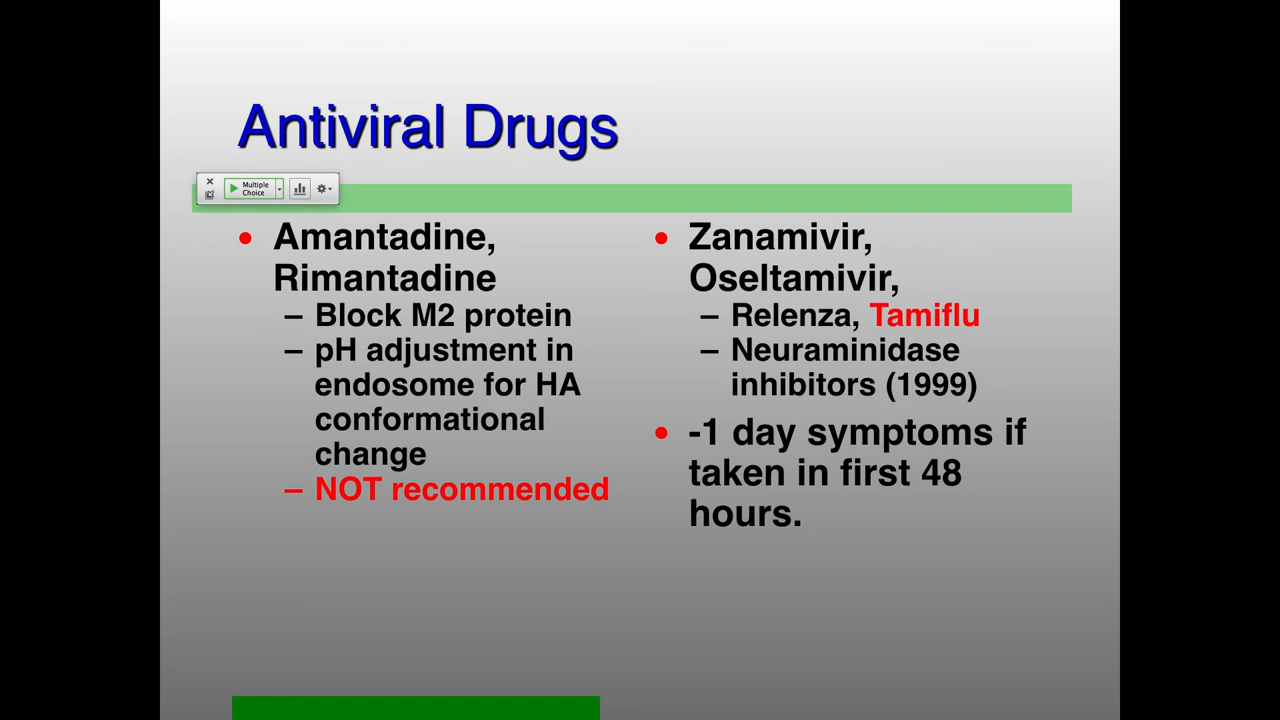 Antiviral Drugs
Multiple
Choice
• Amantadine,
Rimantadine
– Block M2 protein
– pH adjustment in
endosome for HA
conformational
change
– NOT recommended
• Zanamivir,
Oseltamivir,
– Relenza, Tamiflu
– Neuraminidase
inhibitors (1999)
• -1 day symptoms if
taken in first 48
hours.